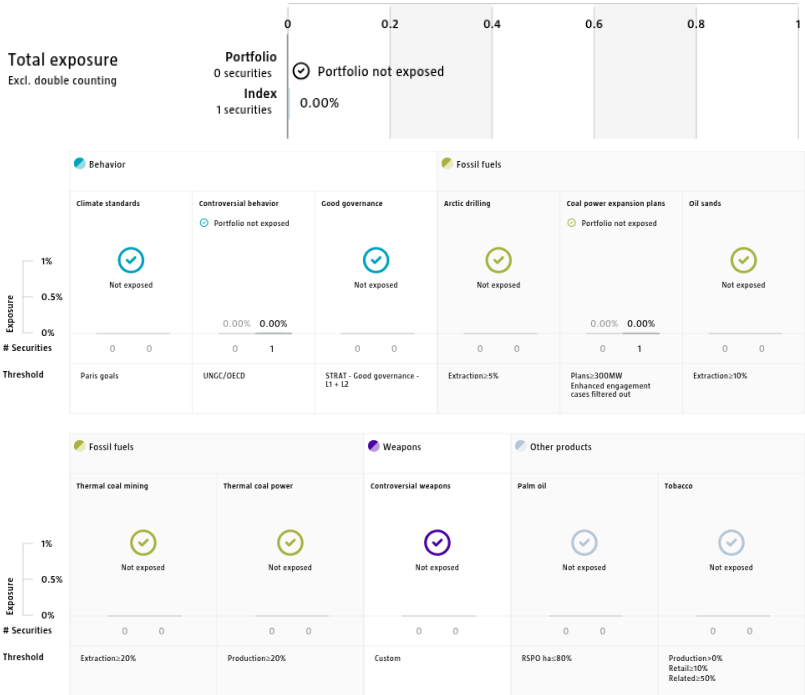 0 0.2 0.4 0.6 0.8 1
Total exposure
Excl. double counting
Portfolio
0 securities
Portfolio not exposed
Index
1 securities
0.00%
Behavior
Fossil fuels
Climate standards
Controversial behavior
Good governance
Arctic drilling
Coal power expansion plans
Oil sands
Portfolio not exposed
Portfolio not exposed
Not exposed
Not exposed
Not exposed
Not exposed
Exposure
1%
0.5%
0%
0.00% 0.00%
0.00% 0.00%
# Securities
0 0
0 1
0 0
0 0
0 1
0 0
Threshold
Paris goals
UNGC/OECD
STRAT - Good governance -
L1 + L2
Extraction≥5%
Plans≥300MW
Enhanced engagement
cases filtered out
Extraction≥10%
Fossil fuels
Weapons
Other products
Thermal coal mining
Thermal coal power
Controversial weapons
Palm oil
Tobacco
Not exposed
Not exposed
Not exposed
Not exposed
Not exposed
Exposure
1%
0.5%
0%
# Securities
0 0
0 0
0 0
0 0
0 0
Threshold
Extraction≥20%
Production≥20%
Custom
RSPO ha≤80%
Production>0%
Retail≥10%
Related≥50%